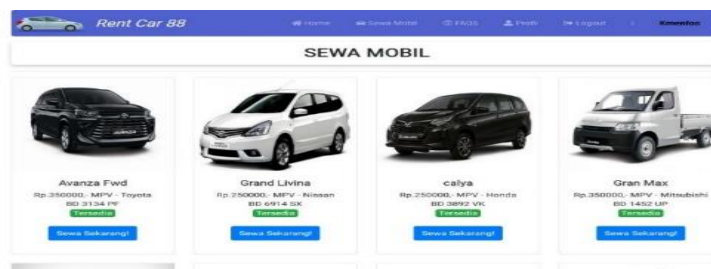 Rent Car 88
Home Sewa Mobil FAQS Profil Logout
SEWA MOBIL
Avanza Fwd
Rp.350000,- MPV - Toyota
BD 3134 PF
Tersedia
Sewa Sekarang!
Grand Livina
Rp.250000,- MPV - Nissan
BD 6914 SX
Tersedia
Sewa Sekarang!
calya
Rp.250000,- MPV - Honda
BD 3892 VK
Tersedia
Sewa Sekarang!
Gran Max
Rp.350000,- MPV - Mitsubishi
BD 1452 UP
Tersedia
Sewa Sekarang!